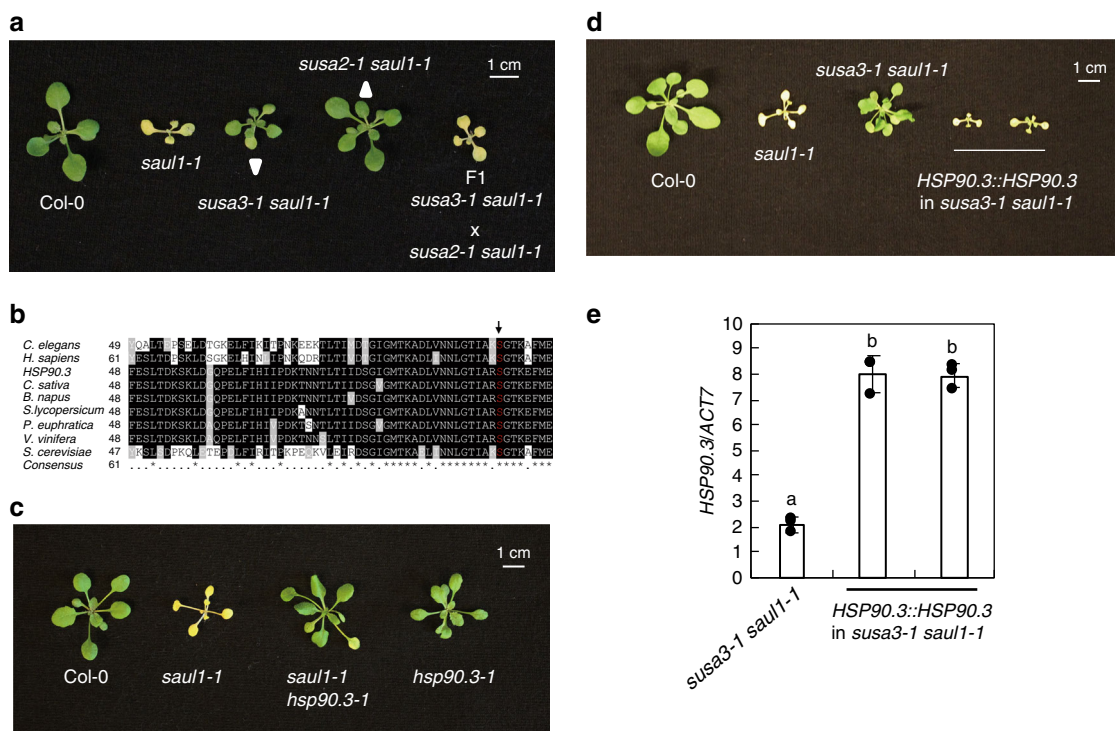 a
susa2-1 saul1-1
1 cm
saul1-1
Col-0
susa3-1 saul1-1
F1
susa3-1 saul1-1
x
susa2-1 saul1-1
b
C. elegans 49
H. sapiens 61
HSP90.3 48
C. sativa 48
B. napus 48
S.lycopersicum 48
P. euphratica 48
V. vinifera 48
S. cerevisiae 47
Consensus 61
c
1 cm
Col-0
saul1-1
saul1-1
hsp90.3-1
hsp90.3-1
d
susa3-1 saul1-1
1 cm
saul1-1
Col-0
HSP90.3::HSP90.3
in susa3-1 saul1-1
e
HSP90.3/ACT7
10
9
8
7
6
5
4
3
2
1
0
a
b
b
susa3-1 saul1-1
HSP90.3::HSP90.3
in susa3-1 saul1-1